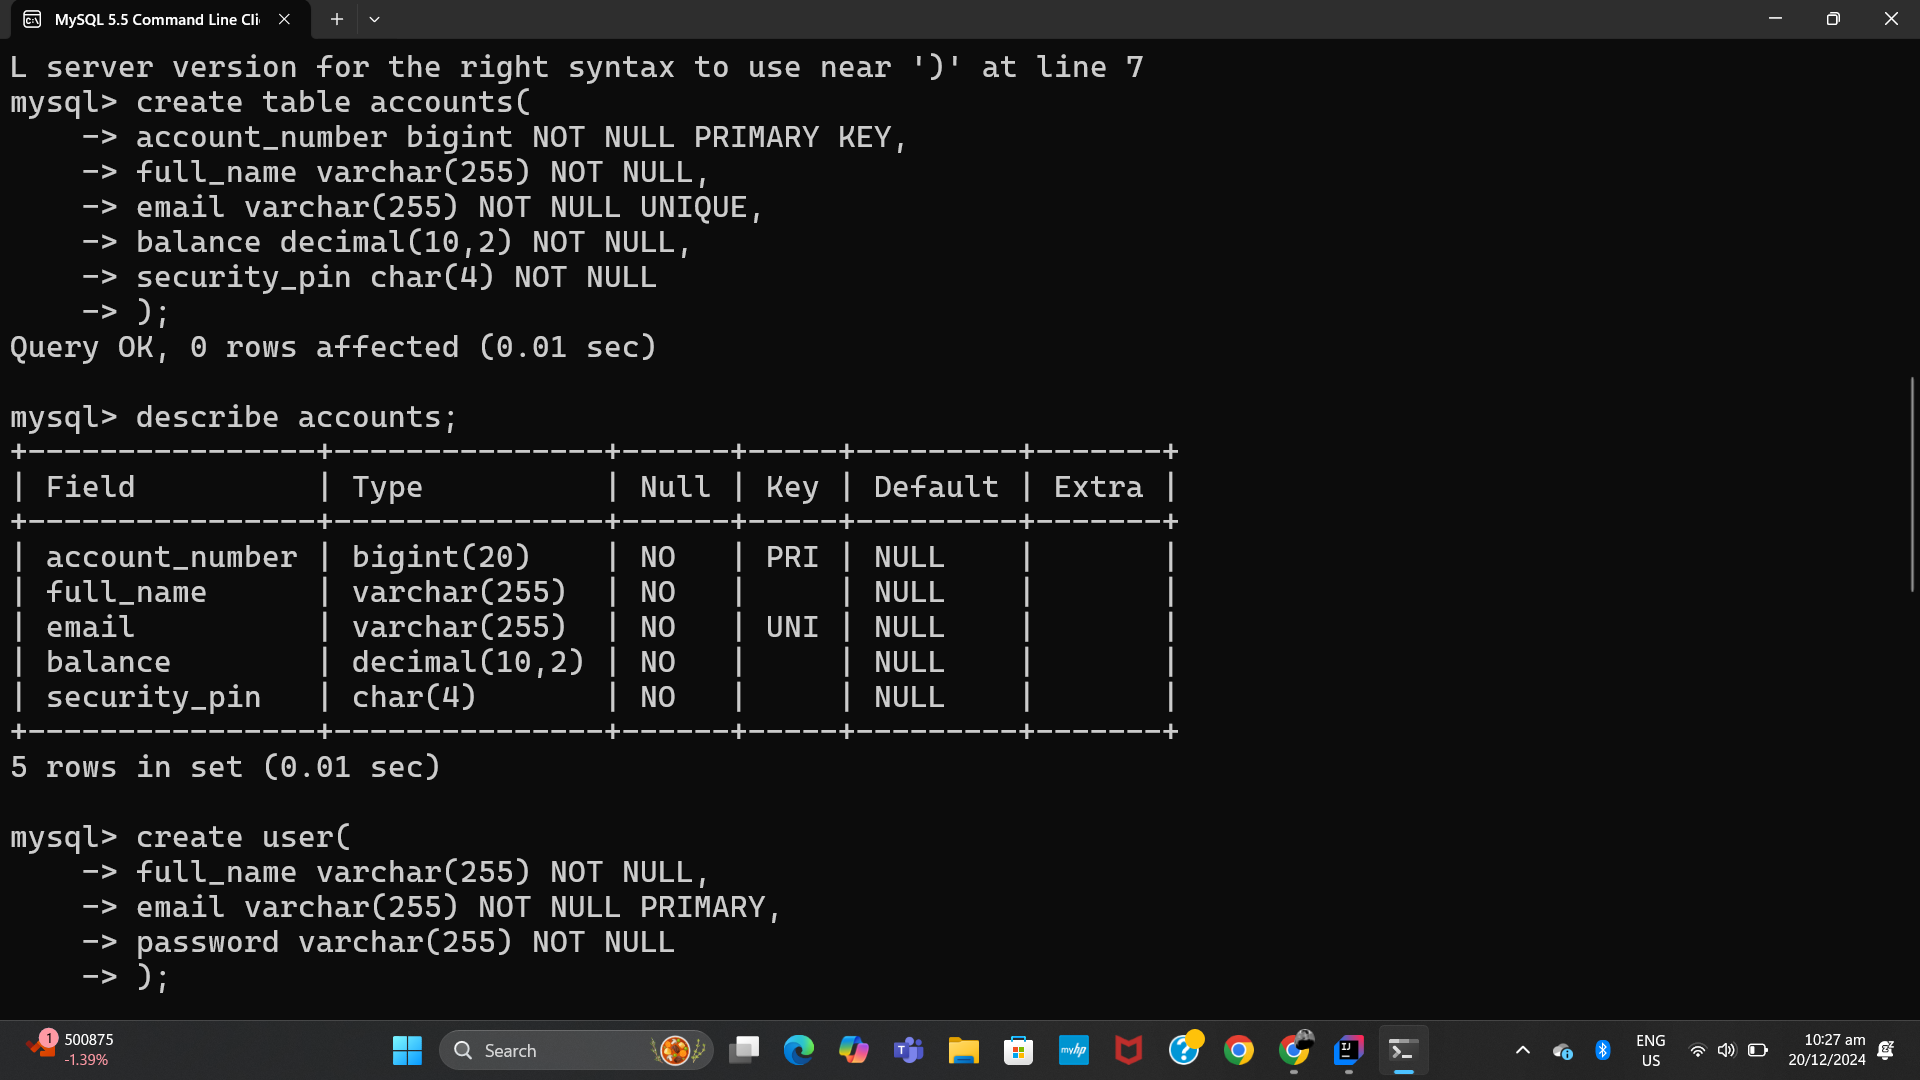 MySQL 5.5 Command Line Cli
L server version for the right syntax to use near ')' at line 7
mysql> create table accounts(
    -> account_number bigint NOT NULL PRIMARY KEY,
    -> full_name varchar(255) NOT NULL,
    -> email varchar(255) NOT NULL UNIQUE,
    -> balance decimal(10,2) NOT NULL,
    -> security_pin char(4) NOT NULL
    -> );
Query OK, 0 rows affected (0.01 sec)
mysql> describe accounts;
+----------------+---------------+------+-----+---------+-------+
| Field          | Type          | Null | Key | Default | Extra |
+----------------+---------------+------+-----+---------+-------+
| account_number | bigint(20)    | NO   | PRI | NULL    |       |
| full_name      | varchar(255)  | NO   |     | NULL    |       |
| email          | varchar(255)  | NO   | UNI | NULL    |       |
| balance        | decimal(10,2) | NO   |     | NULL    |       |
| security_pin   | char(4)       | NO   |     | NULL    |       |
+----------------+---------------+------+-----+---------+-------+
5 rows in set (0.01 sec)
mysql> create user(
    -> full_name varchar(255) NOT NULL,
    -> email varchar(255) NOT NULL PRIMARY,
    -> password varchar(255) NOT NULL
    -> );
1
500875
-1.39%
Search
myhp
ENG
US
10:27 am
20/12/2024